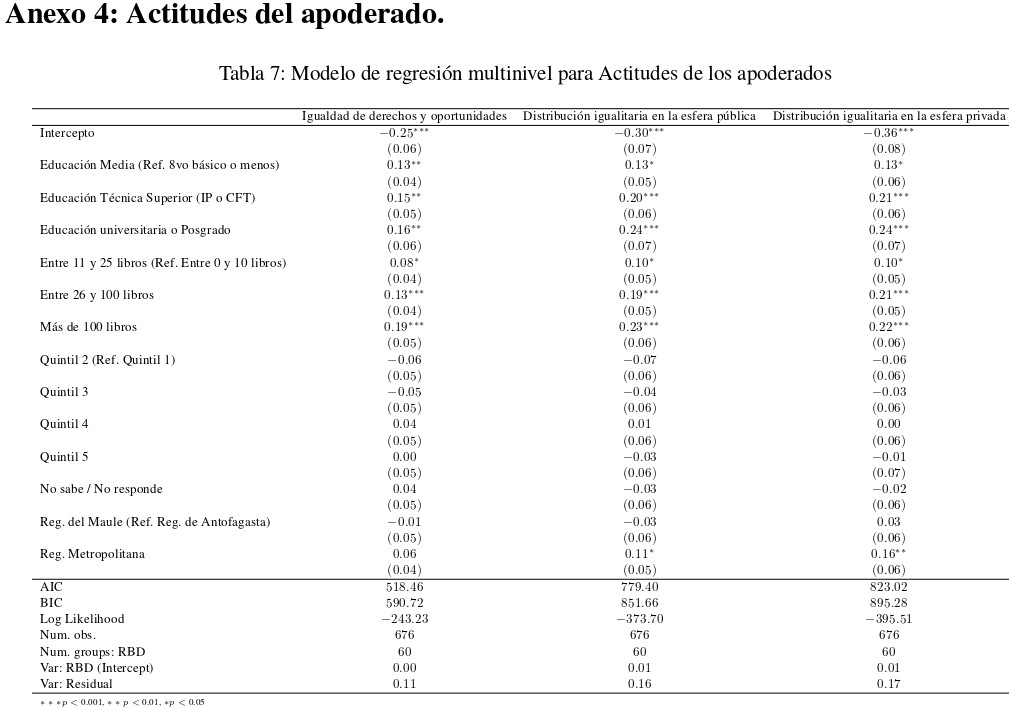 Anexo 4: Actitudes del apoderado.
Tabla 7: Modelo de regresión multinivel para Actitudes de los apoderados
Igualdad de derechos y oportunidades Distribución igualitaria en la esfera pública Distribución igualitaria en la esfera privada
Intercepto −0.25*** −0.30*** −0.36***
(0.06) (0.07) (0.08)
Educación Media (Ref. 8vo básico o menos) 0.13** 0.13* 0.13*
(0.04) (0.05) (0.06)
Educación Técnica Superior (IP o CFT) 0.15** 0.20*** 0.21***
(0.05) (0.06) (0.06)
Educación universitaria o Posgrado 0.16** 0.24*** 0.24***
(0.06) (0.07) (0.07)
Entre 11 y 25 libros (Ref. Entre 0 y 10 libros) 0.08* 0.10* 0.10*
(0.04) (0.05) (0.05)
Entre 26 y 100 libros 0.13*** 0.19*** 0.21***
(0.04) (0.05) (0.05)
Más de 100 libros 0.19*** 0.23*** 0.22***
(0.05) (0.06) (0.06)
Quintil 2 (Ref. Quintil 1) −0.06 −0.07 −0.06
(0.05) (0.06) (0.06)
Quintil 3 −0.05 −0.04 −0.03
(0.05) (0.06) (0.06)
Quintil 4 0.04 0.01 0.00
(0.05) (0.06) (0.06)
Quintil 5 0.00 −0.03 −0.01
(0.05) (0.06) (0.07)
No sabe / No responde 0.04 −0.03 −0.02
(0.05) (0.06) (0.06)
Reg. del Maule (Ref. Reg. de Antofagasta) −0.01 −0.03 0.03
(0.05) (0.06) (0.06)
Reg. Metropolitana 0.06 0.11* 0.16**
(0.04) (0.05) (0.06)
AIC 518.46 779.40 823.02
BIC 590.72 851.66 895.28
Log Likelihood −243.23 −373.70 −395.51
Num. obs. 676 676 676
Num. groups: RBD 60 60 60
Var: RBD (Intercept) 0.00 0.01 0.01
Var: Residual 0.11 0.16 0.17
∗ ∗ ∗p < 0.001, ∗ ∗ p < 0.01, ∗p < 0.05